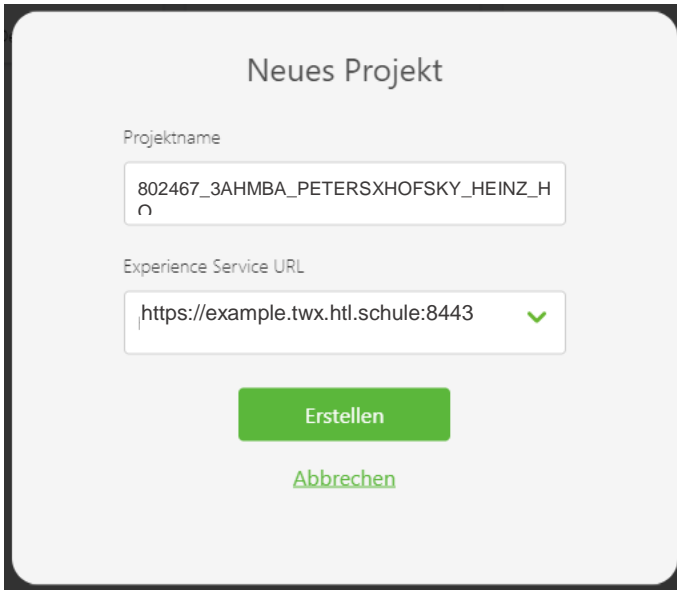 Neues Projekt
Projektname
802467_3AHMBA_PETERSXHOFSKY_HEINZ_H
O
Experience Service URL
https://example.twx.htl.schule:8443
Erstellen
Abbrechen